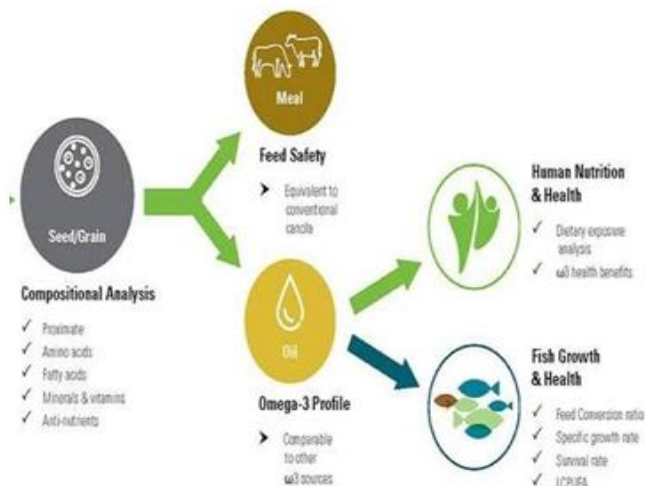 Meal
Feed Safety
Equivalent to
conventional
canola
Seed/Grain
Compositional Analysis
Proximate
Amino acids
Fatty acids
Minerals & vitamins
Anti-nutrients
Oil
Omega-3 Profile
Comparable
to other
ω3 sources
Human Nutrition
& Health
Dietary exposure
analysis
ω3 health benefits
Fish Growth
& Health
Feed Conversion ratio
Specific growth rate
Survival rate
LCPUFA